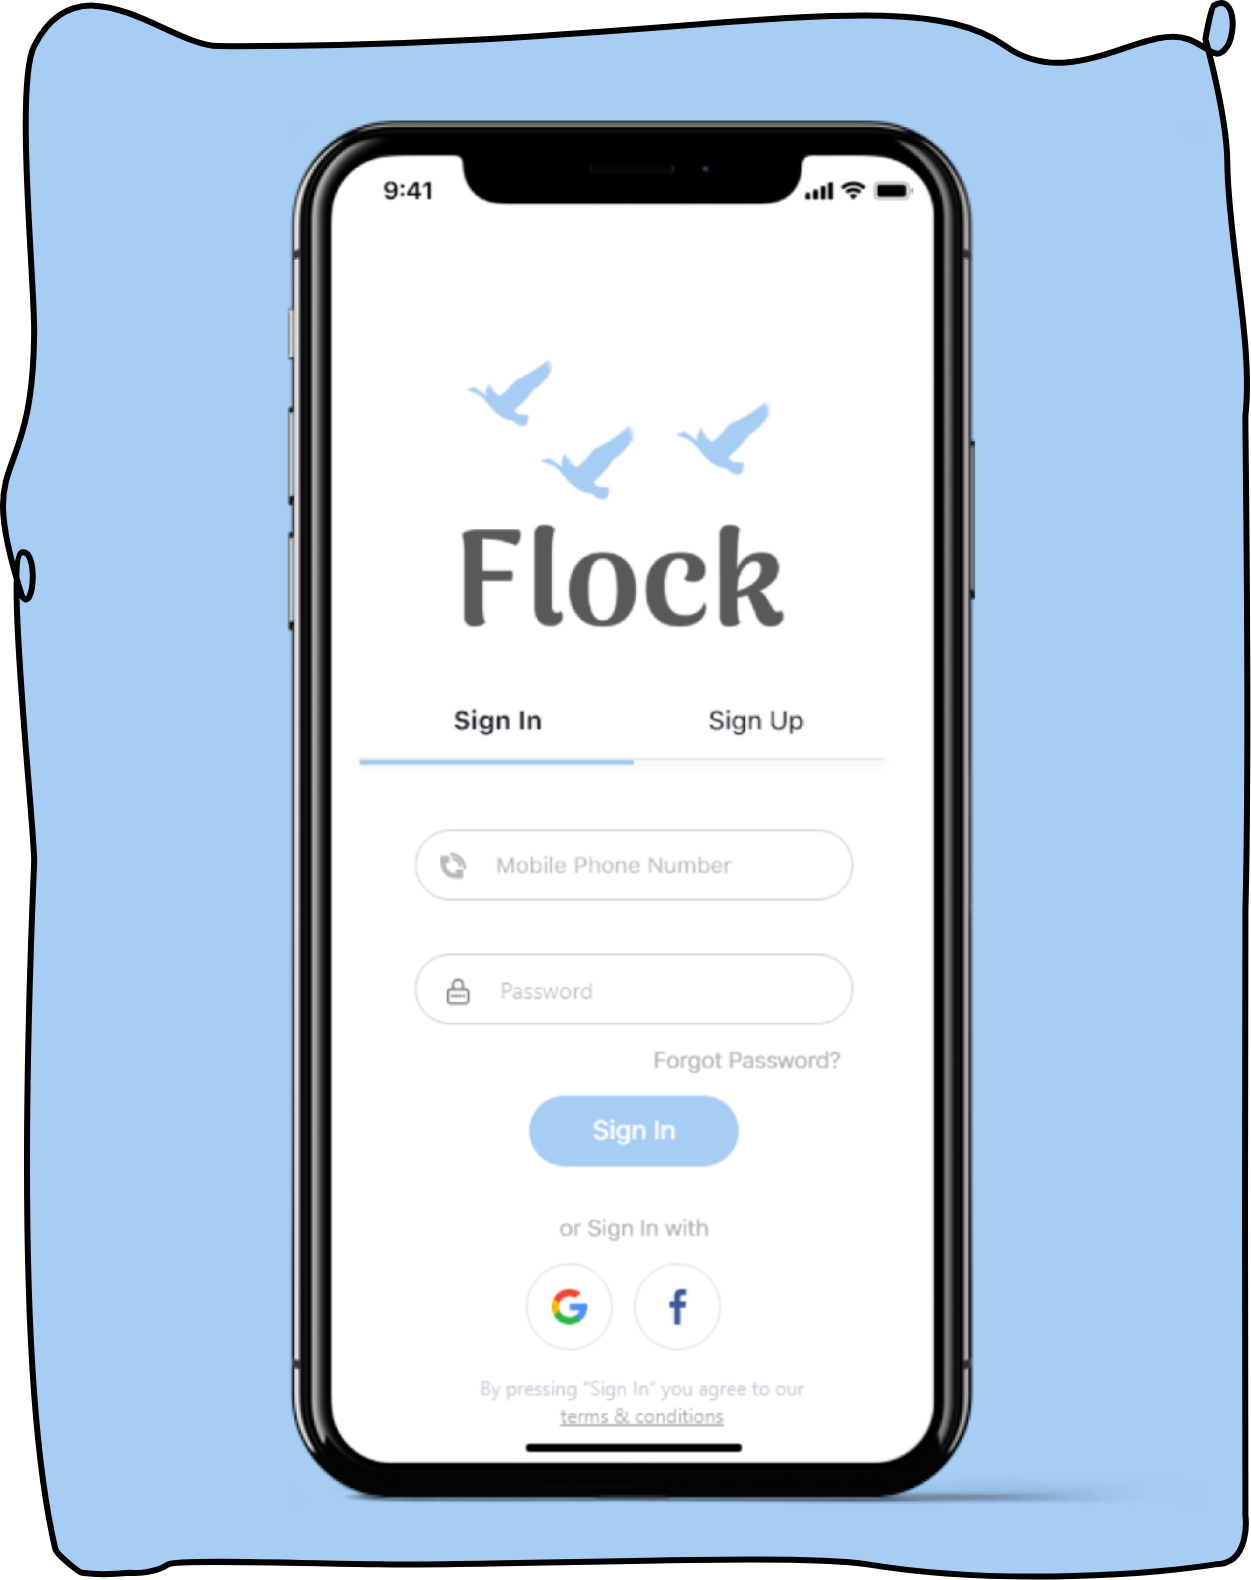 9:41
Flock
Sign In
Sign Up
Mobile Phone Number
Password
Forgot Password?
Sign In
or Sign In with
G f
By pressing “Sign In” you agree to our
terms & conditions